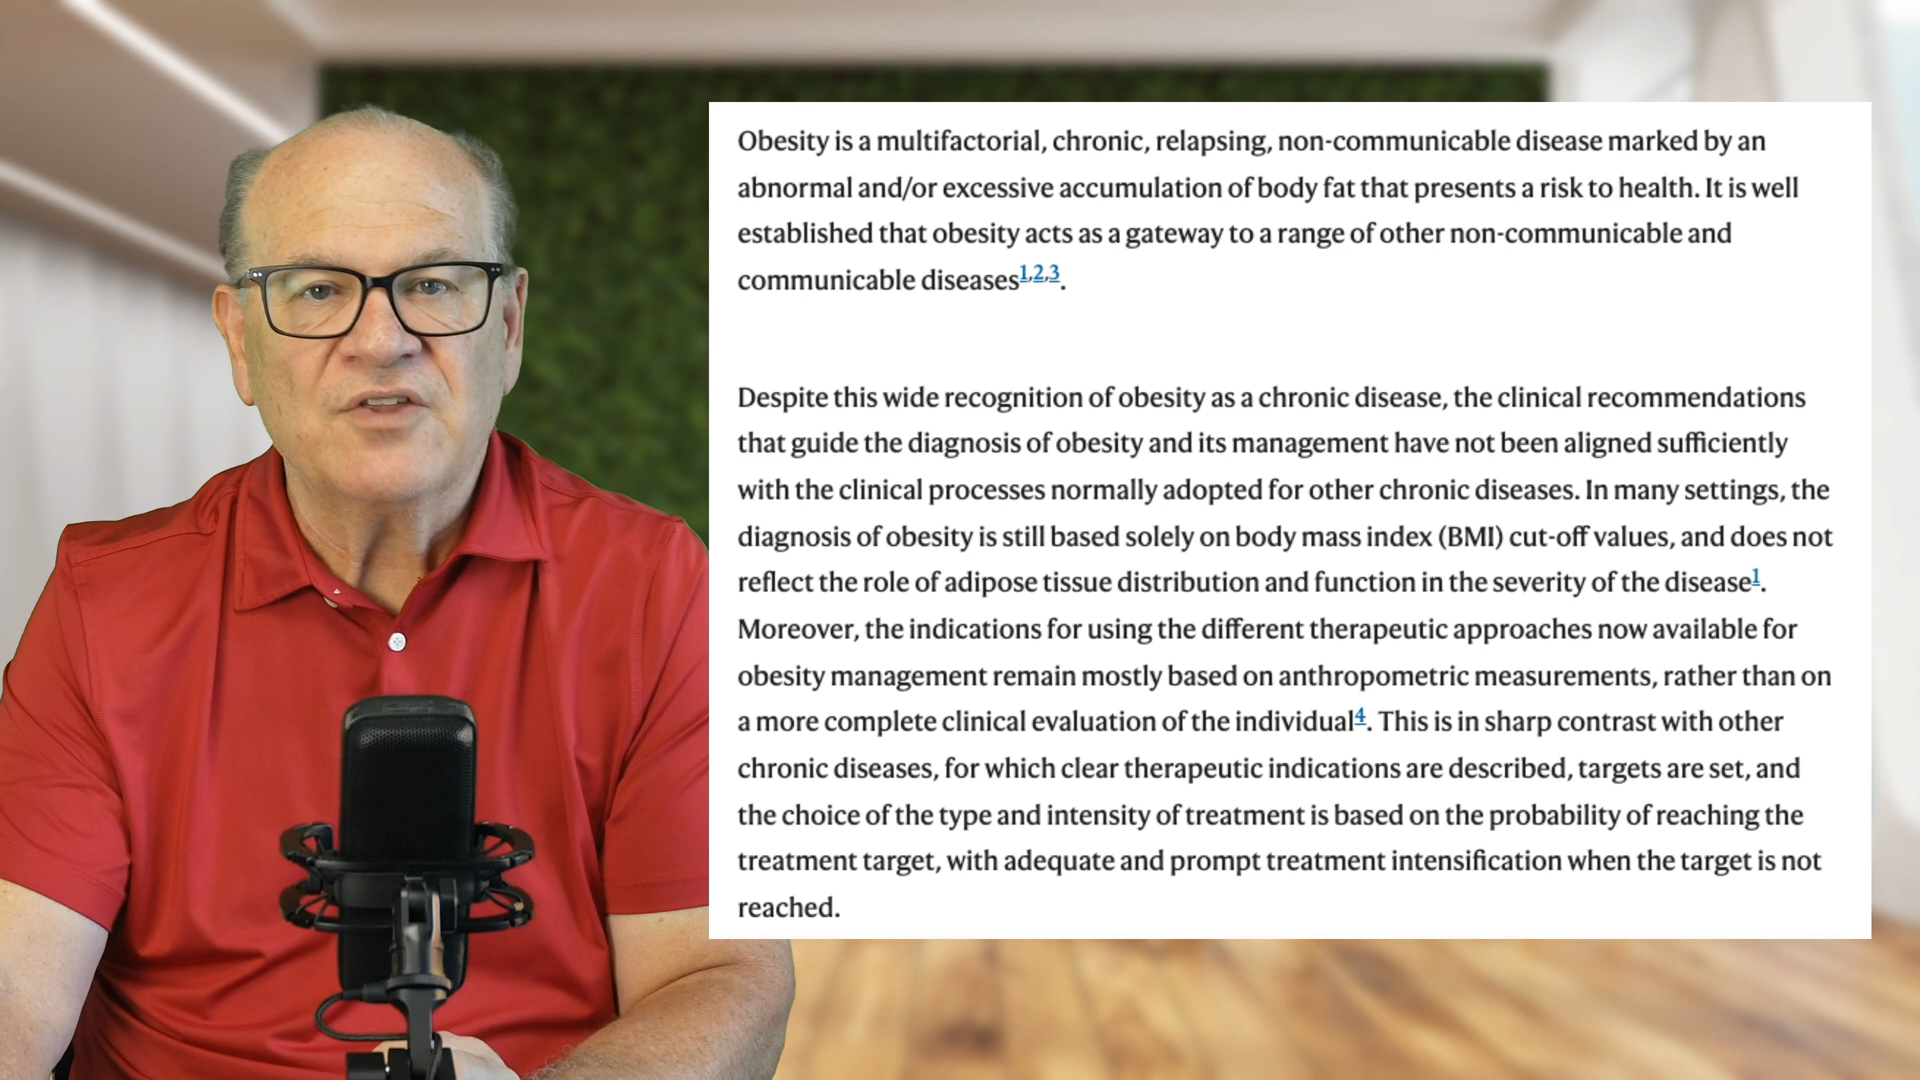 Obesity is a multifactorial, chronic, relapsing, non-communicable disease marked by an
abnormal and/or excessive accumulation of body fat that presents a risk to health. It is well
established that obesity acts as a gateway to a range of other non-communicable and
communicable diseases1,2,3.
Despite this wide recognition of obesity as a chronic disease, the clinical recommendations
that guide the diagnosis of obesity and its management have not been aligned sufficiently
with the clinical processes normally adopted for other chronic diseases. In many settings, the
diagnosis of obesity is still based solely on body mass index (BMI) cut-off values, and does not
reflect the role of adipose tissue distribution and function in the severity of the disease1.
Moreover, the indications for using the different therapeutic approaches now available for
obesity management remain mostly based on anthropometric measurements, rather than on
a more complete clinical evaluation of the individual4. This is in sharp contrast with other
chronic diseases, for which clear therapeutic indications are described, targets are set, and
the choice of the type and intensity of treatment is based on the probability of reaching the
treatment target, with adequate and prompt treatment intensification when the target is not
reached.